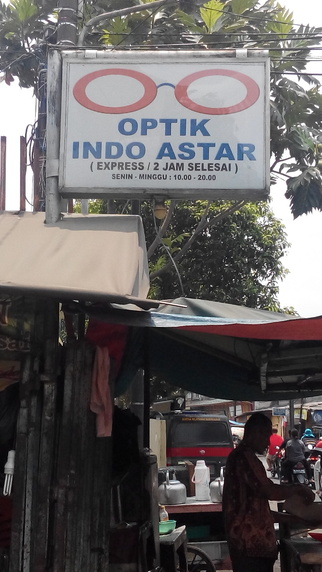 OPTIK
INDO ASTAR
( EXPRESS / 2 JAM SELESAI )
SENIN - MINGGU : 10.00 - 20.00